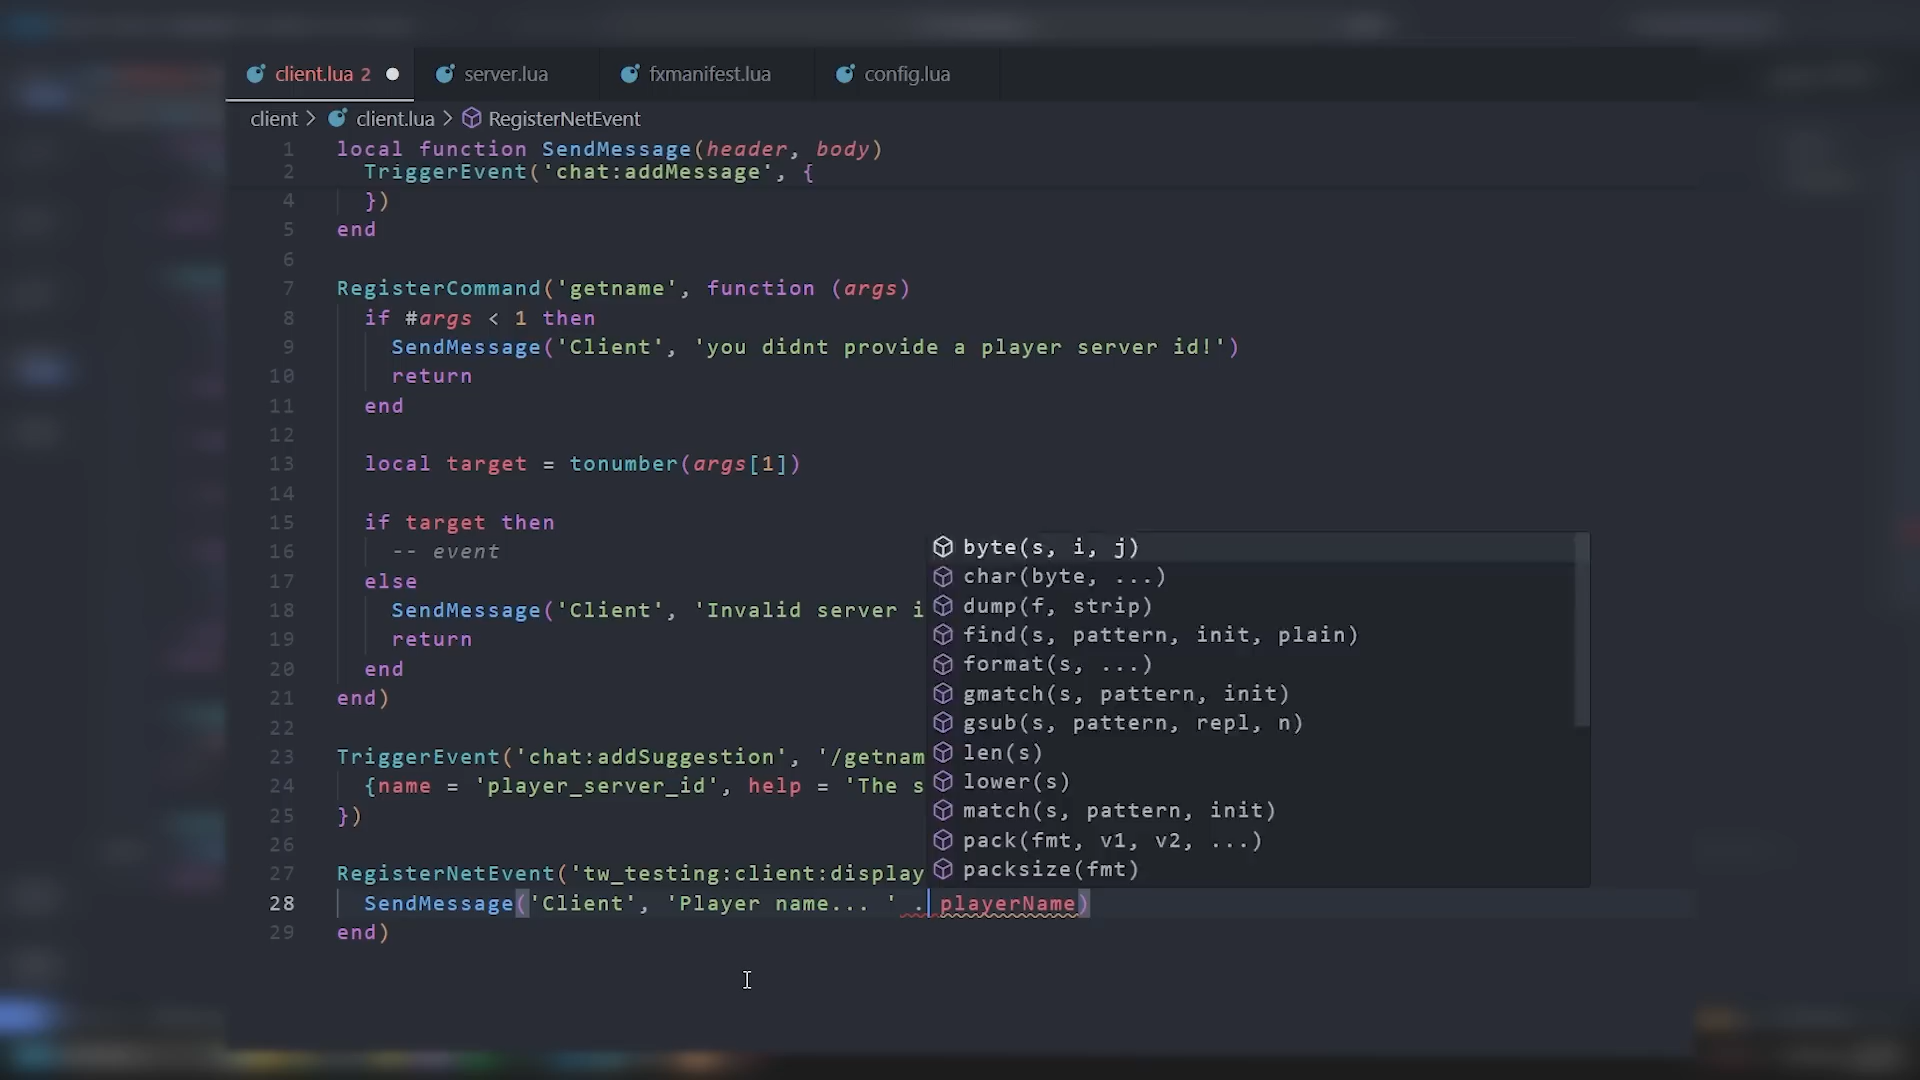 client.lua 2 server.lua fxmanifest.lua config.lua
client > client.lua > RegisterNetEvent
1 local function SendMessage(header, body)
2 TriggerEvent('chat:addMessage', {
4 })
5 end
6
7 RegisterCommand('getname', function (args)
8 if #args < 1 then
9 SendMessage('Client', 'you didnt provide a player server id!')
10 return
11 end
12
13 local target = tonumber(args[1])
14
15 if target then
16 -- event
17 else
18 SendMessage('Client', 'Invalid server i
19 return
20 end
21 end)
22
23 TriggerEvent('chat:addSuggestion', '/getnam
24 {name = 'player_server_id', help = 'The s
25 })
26
27 RegisterNetEvent('tw_testing:client:display
28 SendMessage('Client', 'Player name... ' . playerName)
29 end)
byte(s, i, j)
char(byte, ...)
dump(f, strip)
find(s, pattern, init, plain)
format(s, ...)
gmatch(s, pattern, init)
gsub(s, pattern, repl, n)
len(s)
lower(s)
match(s, pattern, init)
pack(fmt, v1, v2, ...)
packsize(fmt)